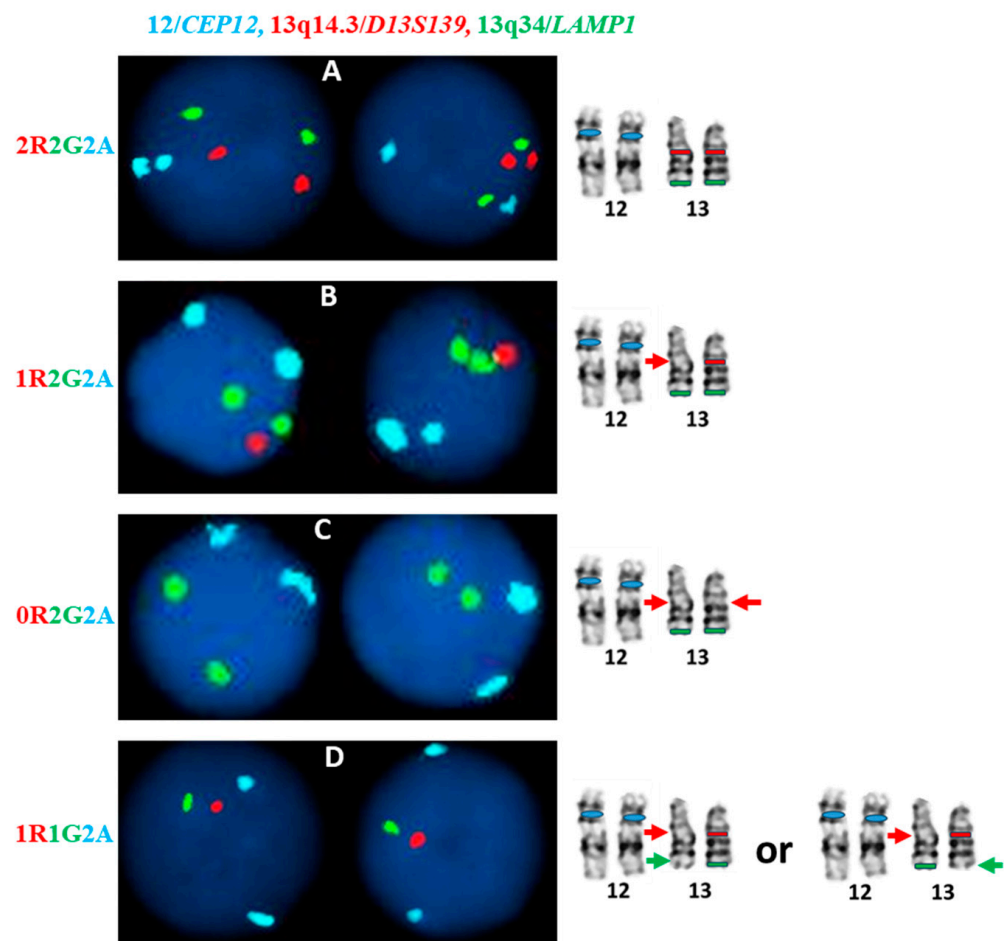 12/CEP12, 13q14.3/D13S139, 13q34/LAMP1
A
2R2G2A
12 13
B
1R2G2A
12 13
C
0R2G2A
12 13
D
1R1G2A
12 13 or 12 13